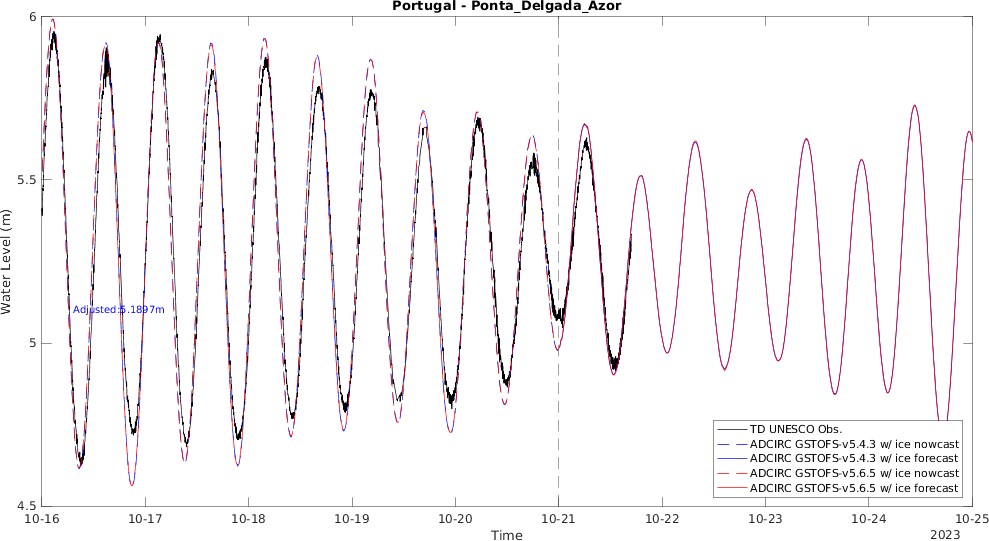 Portugal - Ponta_Delgada_Azor
6
5.5
5
4.5
Water Level (m)
Adjusted:5.1897m
TD UNESCO Obs.
ADCIRC GSTOFS-v5.4.3 w/ ice nowcast
ADCIRC GSTOFS-v5.4.3 w/ ice forecast
ADCIRC GSTOFS-v5.6.5 w/ ice nowcast
ADCIRC GSTOFS-v5.6.5 w/ ice forecast
10-16 10-17 10-18 10-19 10-20 10-21 10-22 10-23 10-24 10-25
Time
2023